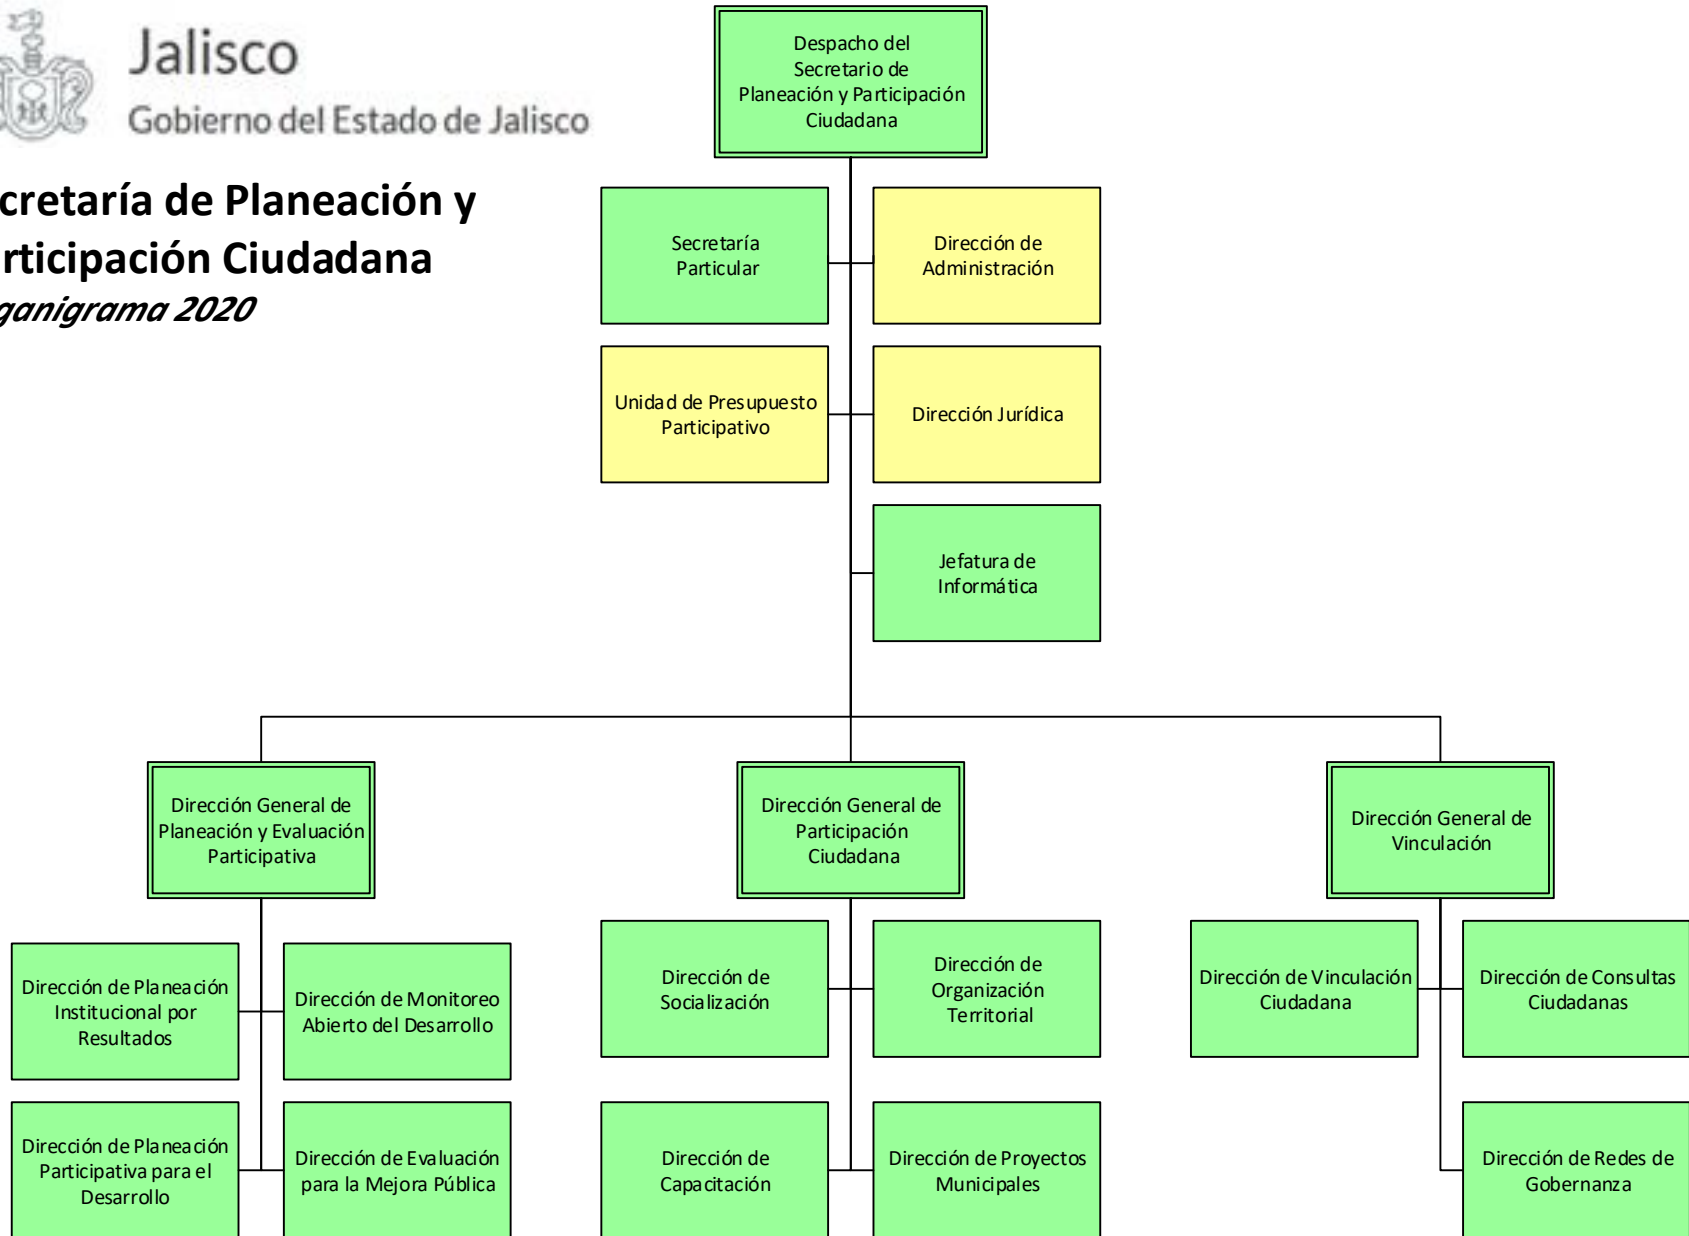 Jalisco
Gobierno del Estado de Jalisco
cretaría de Planeación y
rticipación Ciudadana
ganigrama 2020
Despacho del
Secretario de
Planeación y Participación
Ciudadana
Secretaría
Particular
Dirección de
Administración
Unidad de Presupuesto
Participativo
Dirección Jurídica
Jefatura de
Informática
Dirección General de
Planeación y Evaluación
Participativa
Dirección General de
Participación
Ciudadana
Dirección General de
Vinculación
Dirección de Planeación
Institucional por
Resultados
Dirección de Monitoreo
Abierto del Desarrollo
Dirección de
Socialización
Dirección de
Organización
Territorial
Dirección de Vinculación
Ciudadana
Dirección de Consultas
Ciudadanas
Dirección de Planeación
Participativa para el
Desarrollo
Dirección de Evaluación
para la Mejora Pública
Dirección de
Capacitación
Dirección de Proyectos
Municipales
Dirección de Redes de
Gobernanza